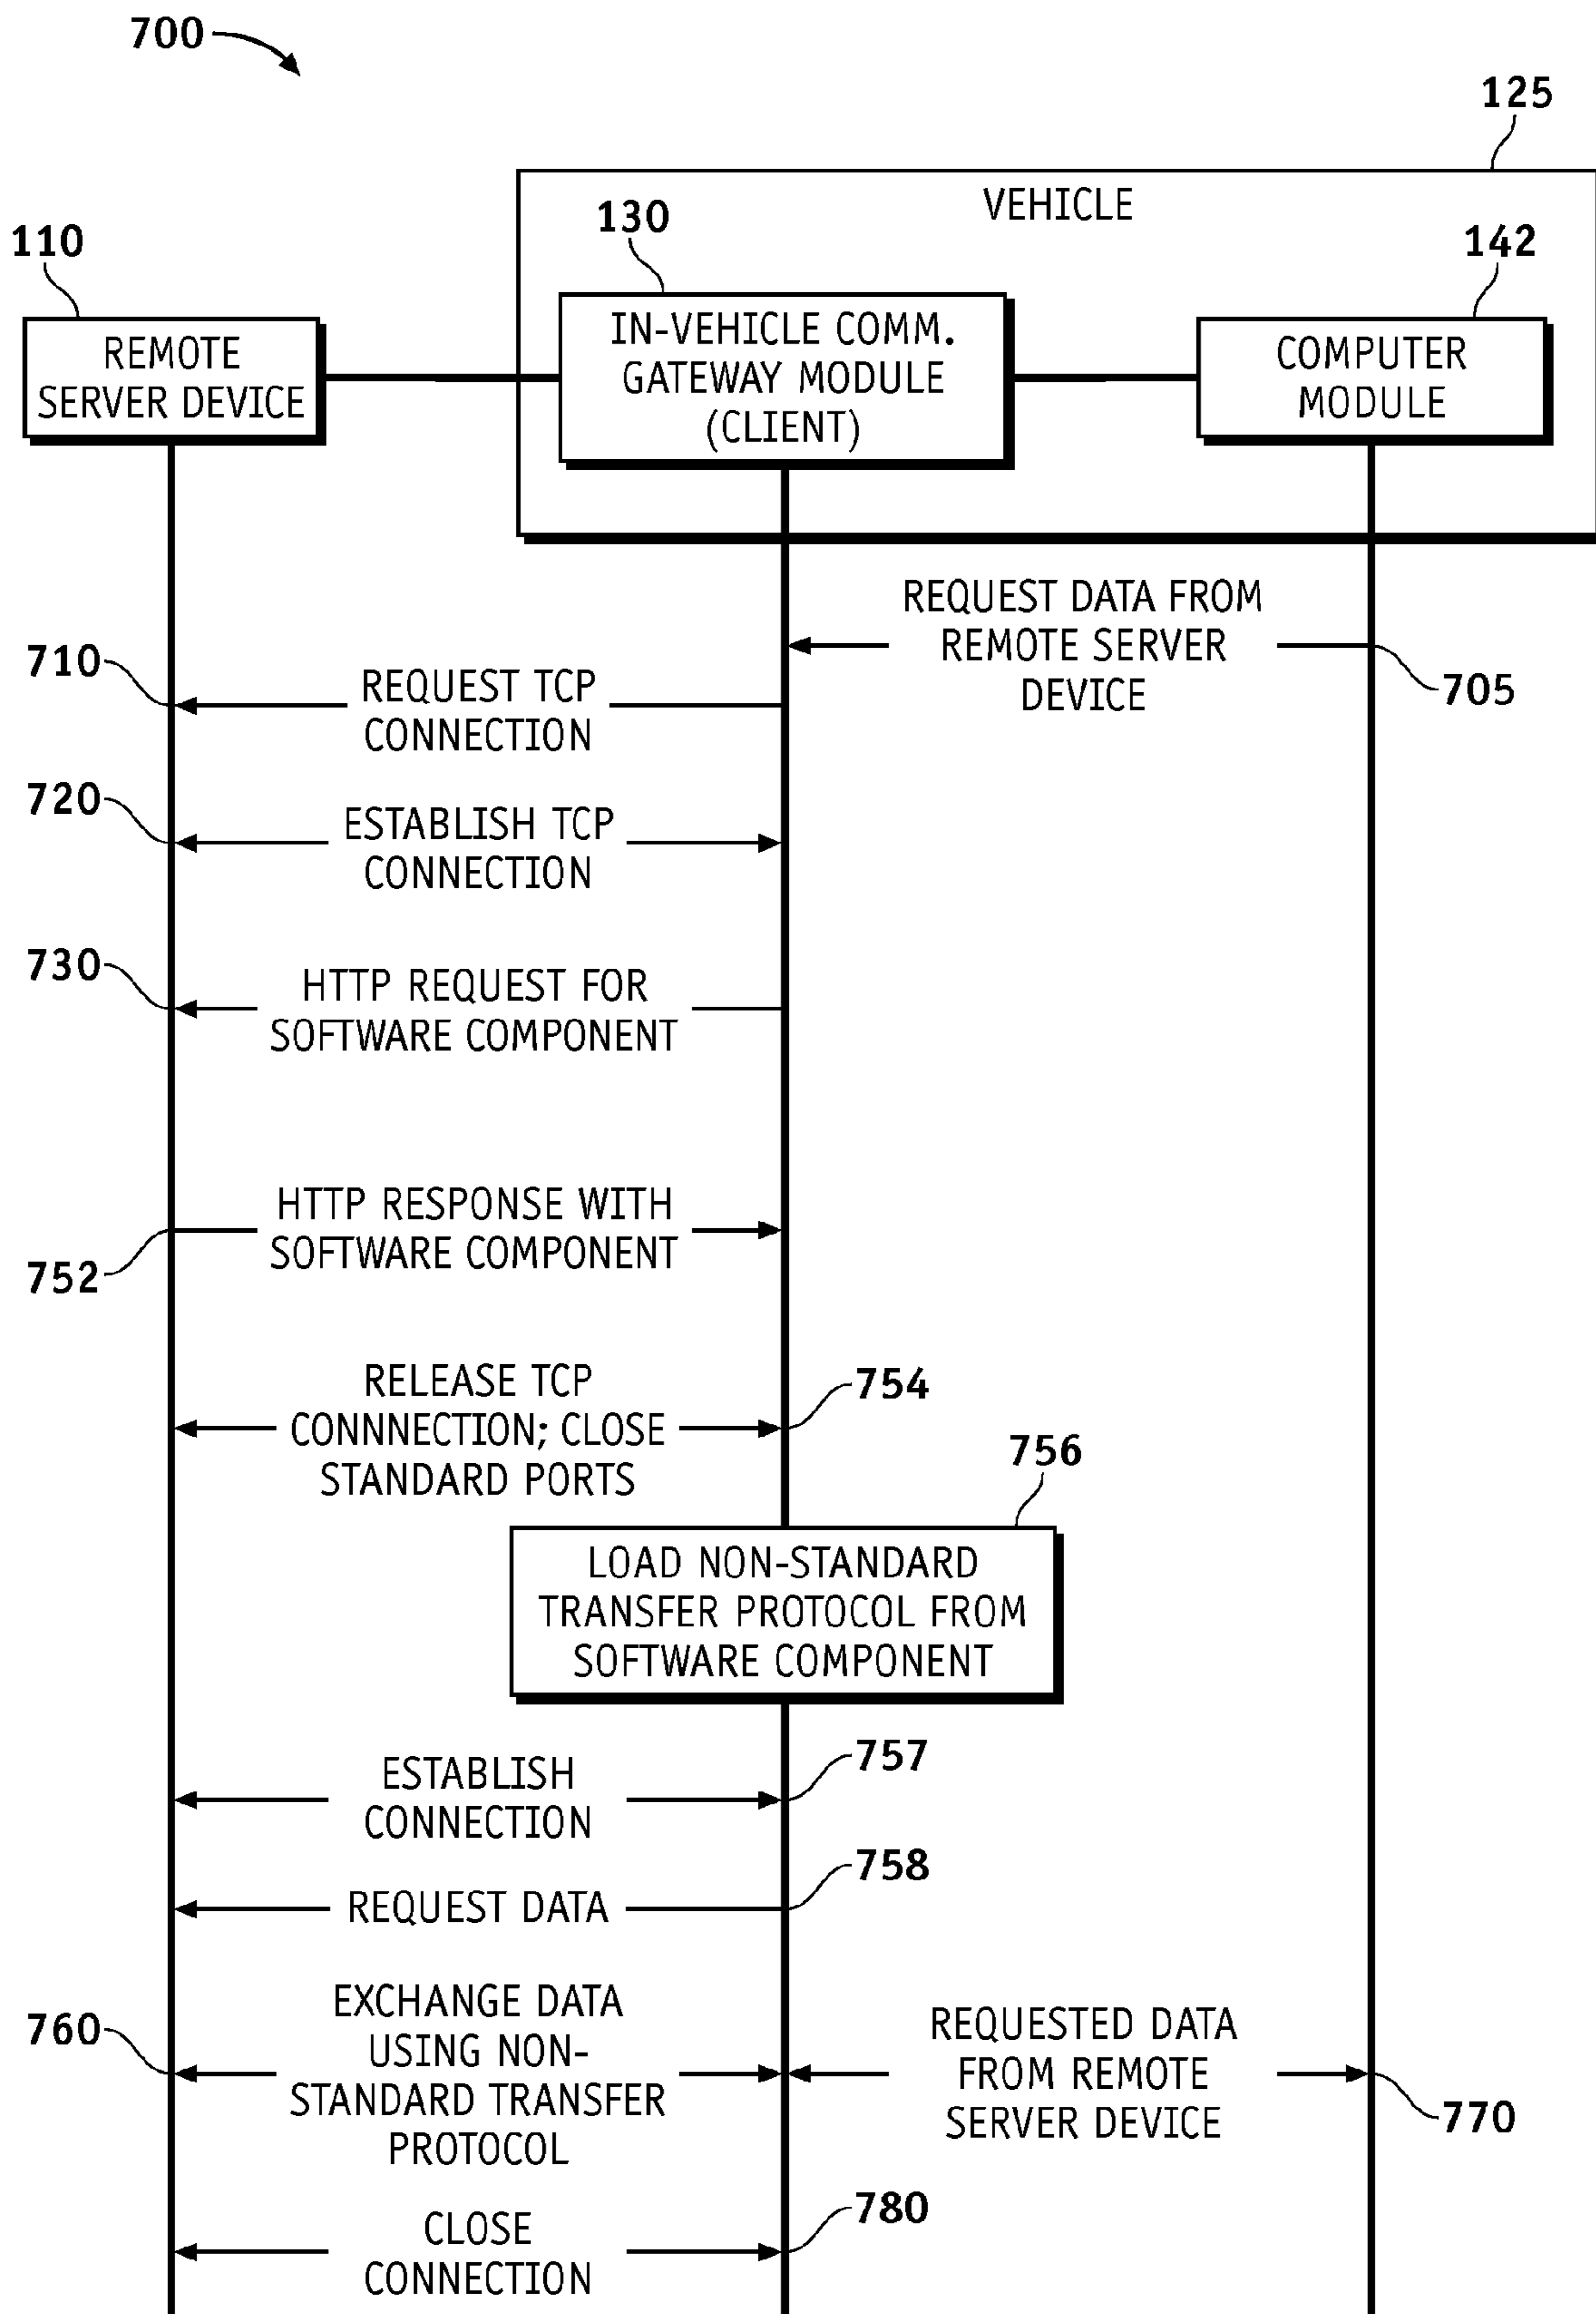 700
125
VEHICLE
130
110
142
REMOTE
SERVER DEVICE
IN-VEHICLE COMM.
GATEWAY MODULE
(CLIENT)
COMPUTER
MODULE
REQUEST DATA FROM
REMOTE SERVER
DEVICE
705
710
REQUEST TCP
CONNECTION
720
ESTABLISH TCP
CONNECTION
730
HTTP REQUEST FOR
SOFTWARE COMPONENT
HTTP RESPONSE WITH
SOFTWARE COMPONENT
752
RELEASE TCP
CONNNECTION; CLOSE
STANDARD PORTS
754
756
LOAD NON-STANDARD
TRANSFER PROTOCOL FROM
SOFTWARE COMPONENT
757
ESTABLISH
CONNECTION
758
REQUEST DATA
760
EXCHANGE DATA
USING NON-
STANDARD TRANSFER
PROTOCOL
REQUESTED DATA
FROM REMOTE
SERVER DEVICE
770
780
CLOSE
CONNECTION